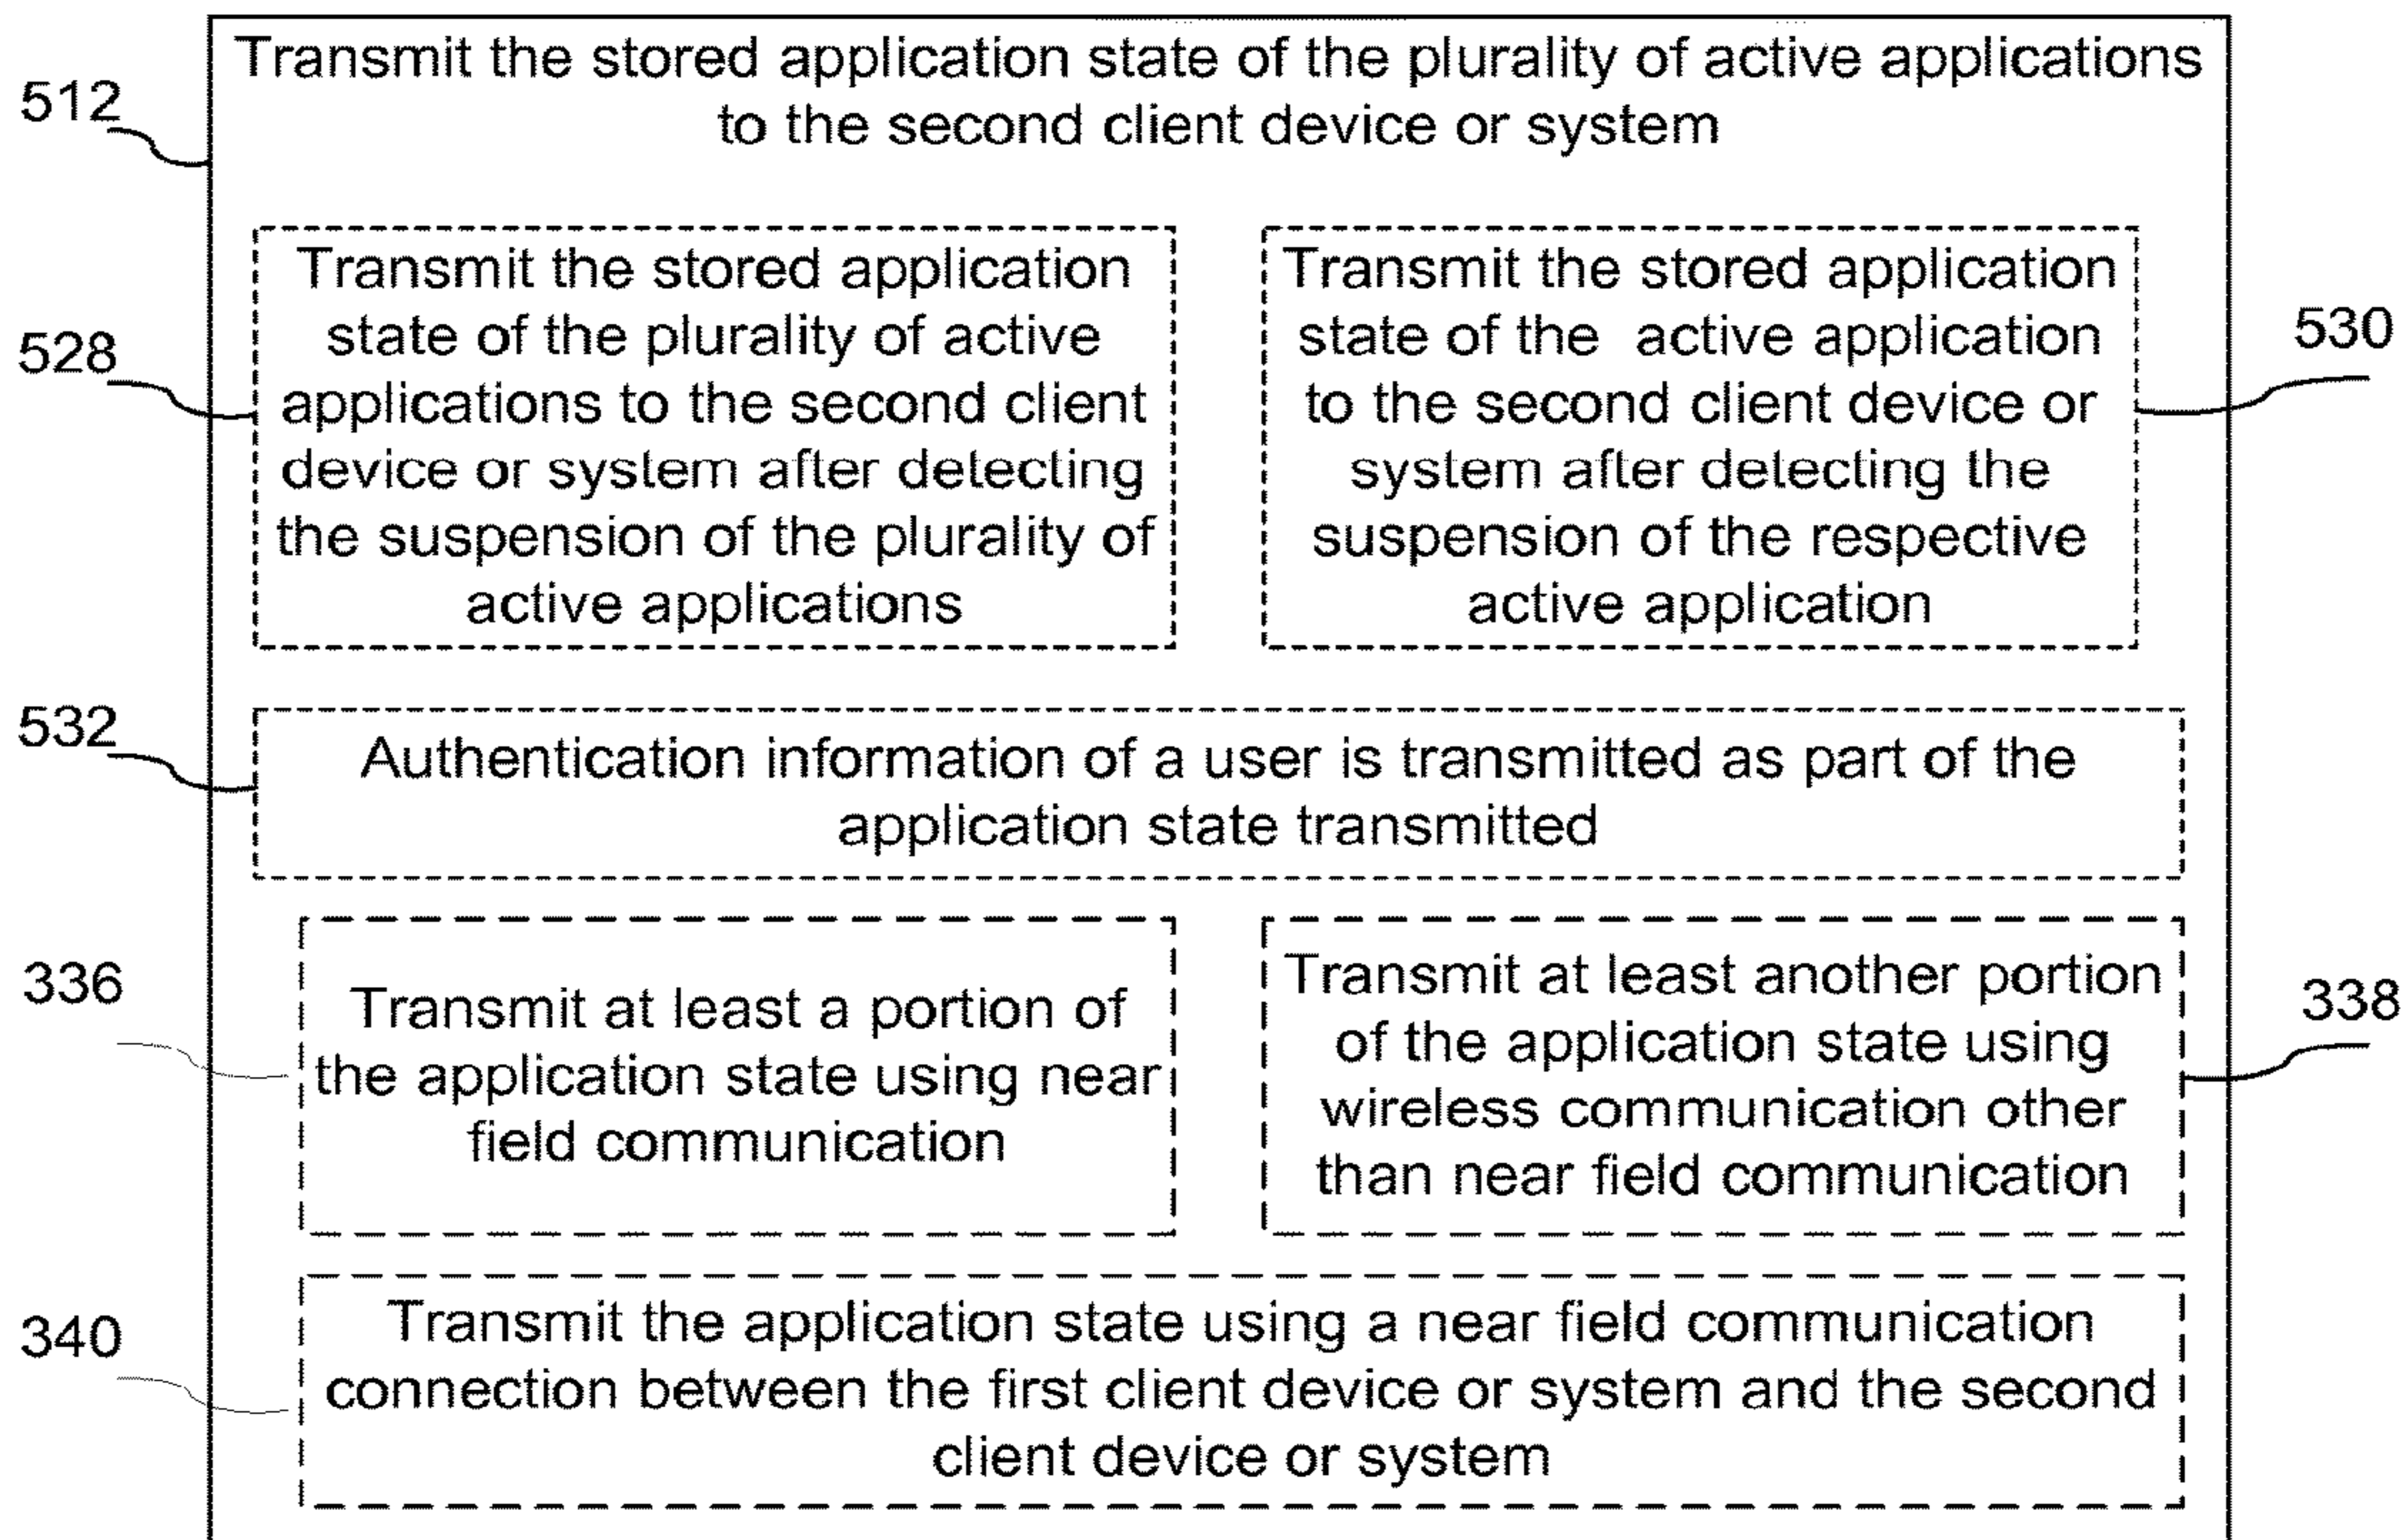 512
Transmit the stored application state of the plurality of active applications
to the second client device or system
528
Transmit the stored application
state of the plurality of active
applications to the second client
device or system after detecting
the suspension of the plurality of
active applications
Transmit the stored application
state of the active application
to the second client device or
system after detecting the
suspension of the respective
active application
530
532
Authentication information of a user is transmitted as part of the
application state transmitted
336
Transmit at least a portion of
the application state using near
field communication
Transmit at least another portion
of the application state using
wireless communication other
than near field communication
338
340
Transmit the application state using a near field communication
connection between the first client device or system and the second
client device or system